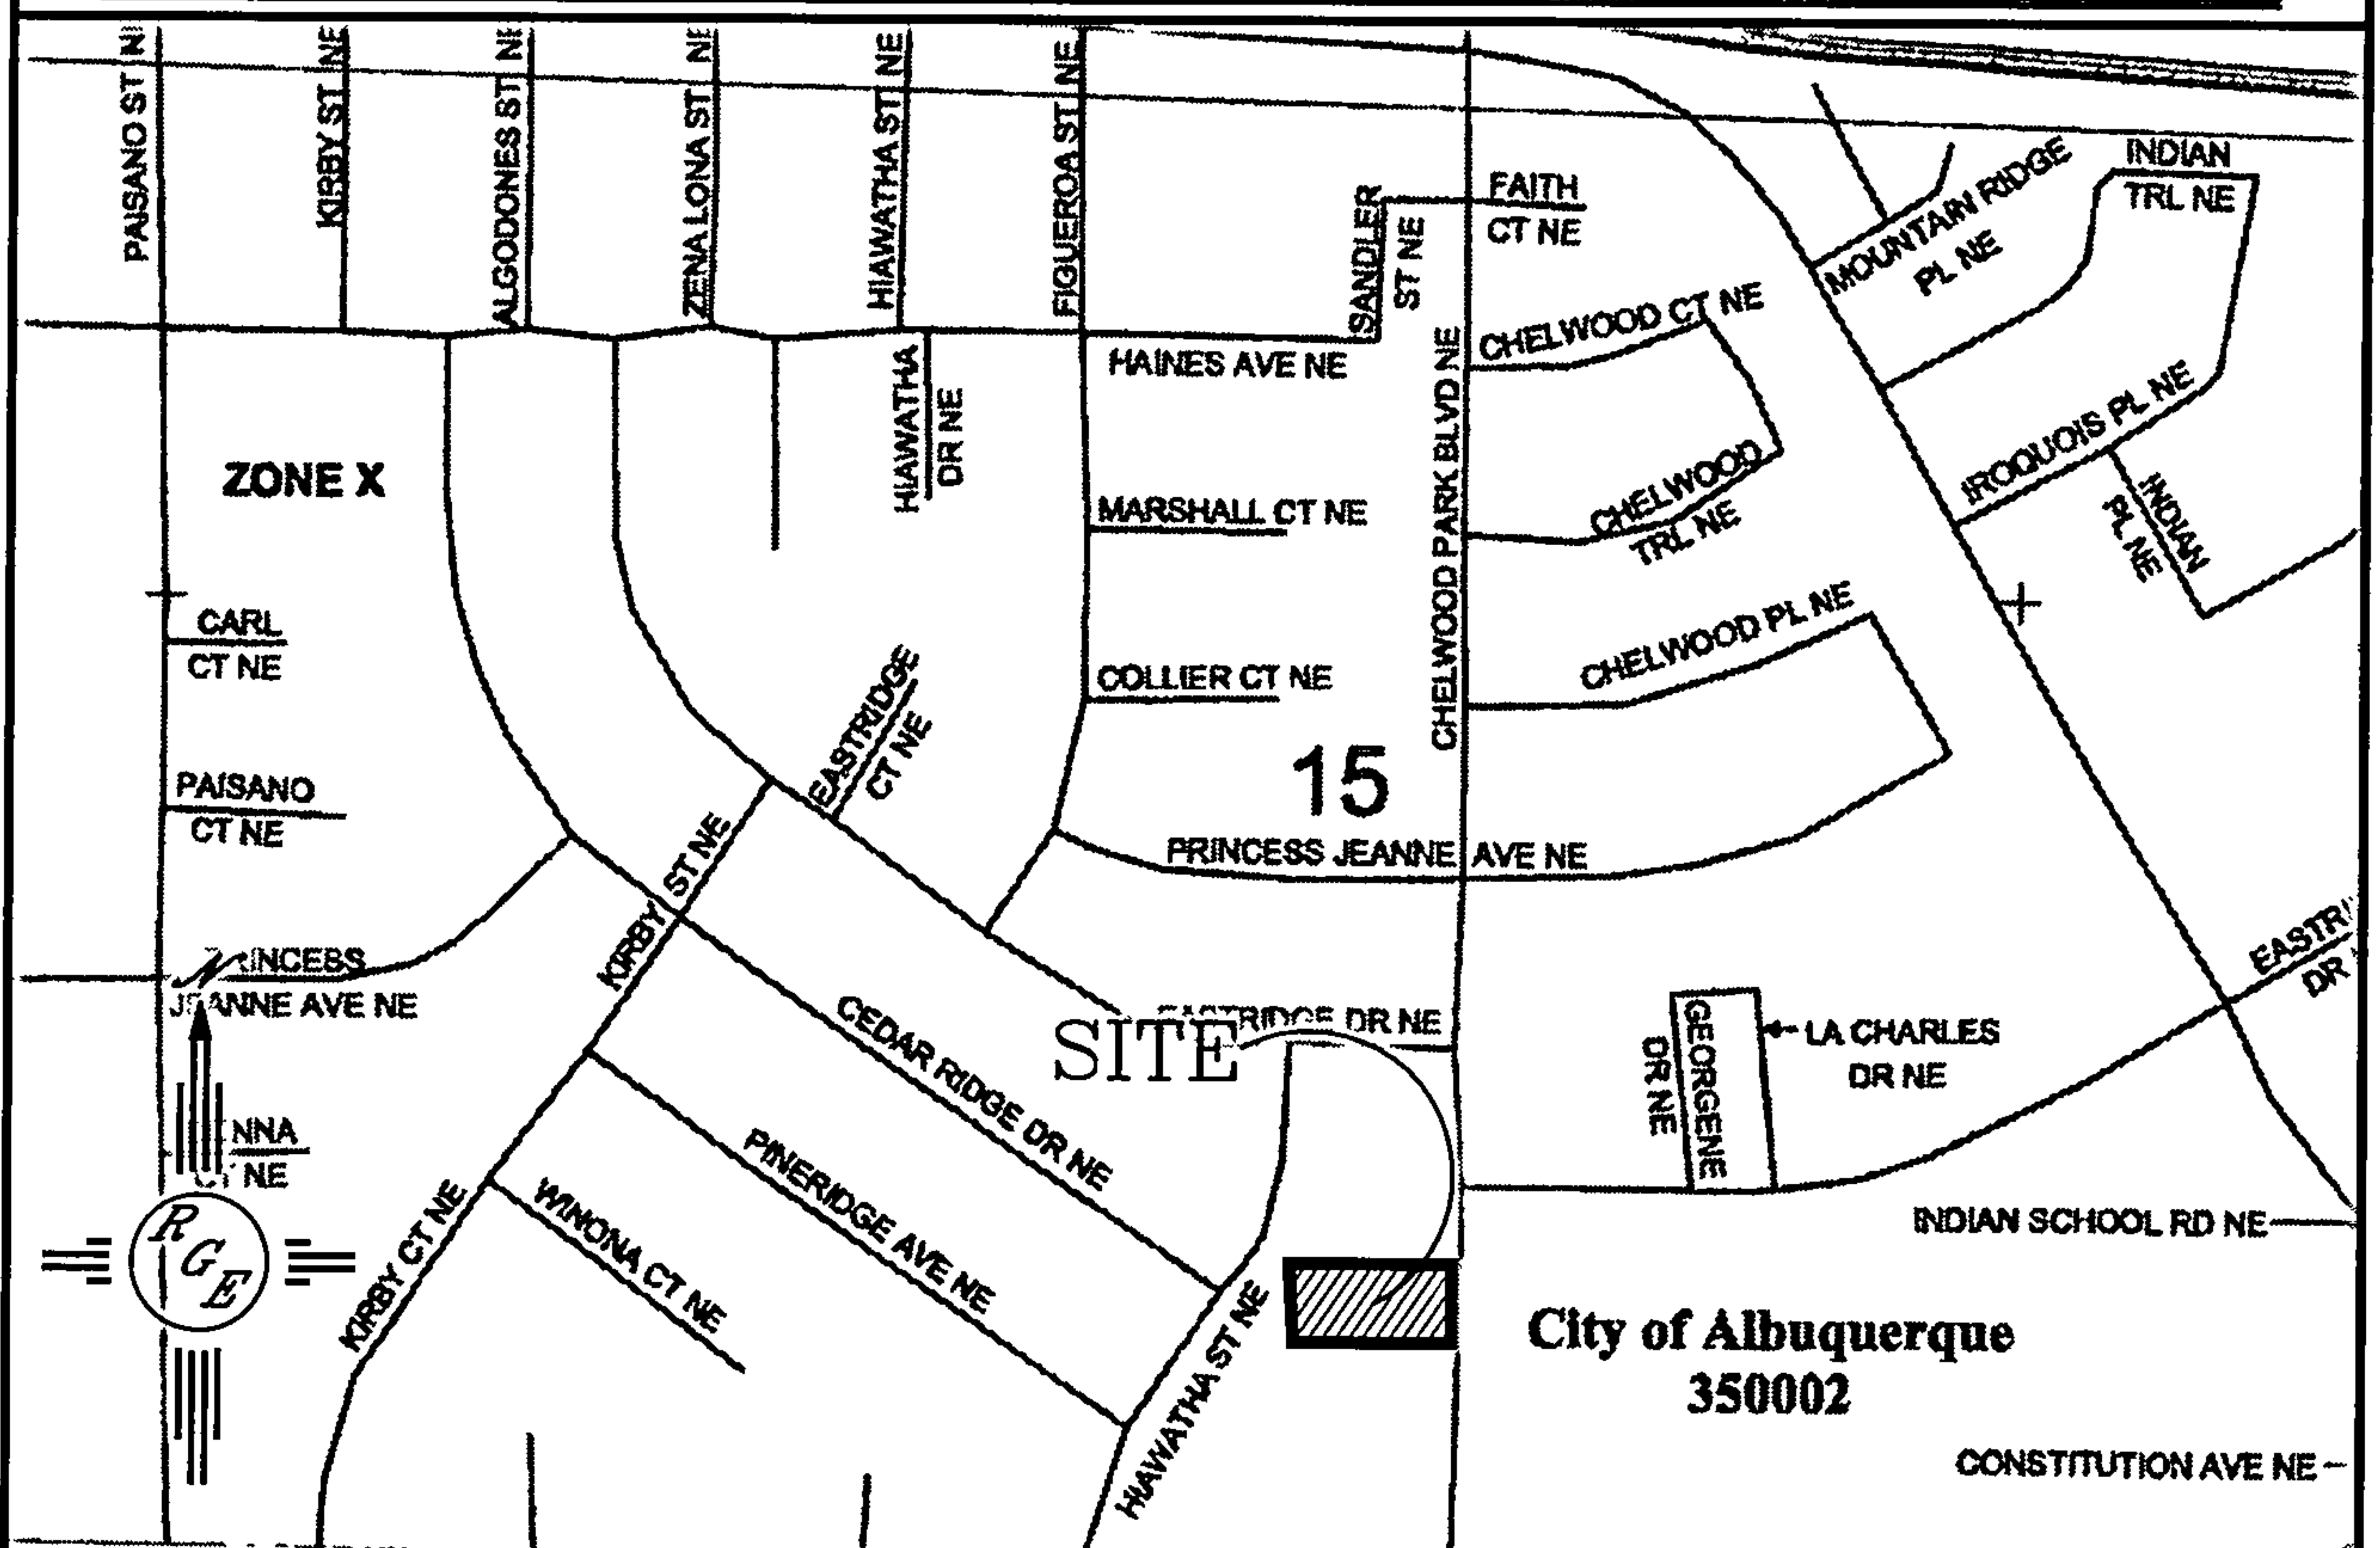 PAISANO ST NE
KIRBY ST NE
ALGODONES ST NE
ZENA LONA ST NE
HIAWATHA ST NE
FIGUEROA ST NE
SANDLER
ST NE
FAITH
CT NE
MOUNTAIN RIDGE
PL NE
INDIAN
TRL NE
HAINES AVE NE
CHELWOOD CT NE
HIAWATHA
DR NE
CHELWOOD PARK BLVD NE
ZONE X
MARSHALL CT NE
CHELWOOD
TRL NE
IROQUOIS PL NE
INDIAN
PL NE
CARL
CT NE
EASTRIDGE
CT NE
COLLIER CT NE
CHELWOOD PL NE
15
PAISANO
CT NE
KIRBY ST NE
PRINCESS JEANNE AVE NE
RINCESS
JEANNE AVE NE
CEDAR RIDGE DR NE
SITE
EASTRIDGE DR NE
GEORGENE
DR NE
LA CHARLES
DR NE
EASTRI
DR
NNA
CT NE
RGE
KIRBY CT NE
WINONA CT NE
PINERIDGE AVE NE
HIAWATHA ST NE
INDIAN SCHOOL RD NE
City of Albuquerque
350002
CONSTITUTION AVE NE